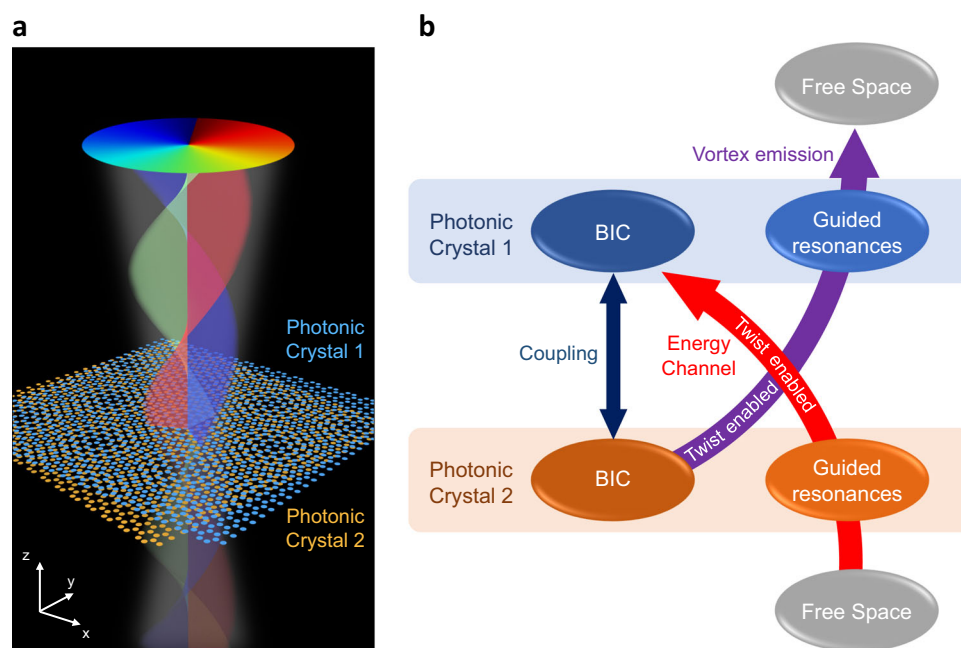 a
Photonic
Crystal 1
Photonic
Crystal 2
z
y
x
b
Free Space
Vortex emission
Photonic
Crystal 1
BIC
Guided
resonances
Coupling
Energy
Channel
Twist enabled
Twist enabled
Photonic
Crystal 2
BIC
Guided
resonances
Free Space